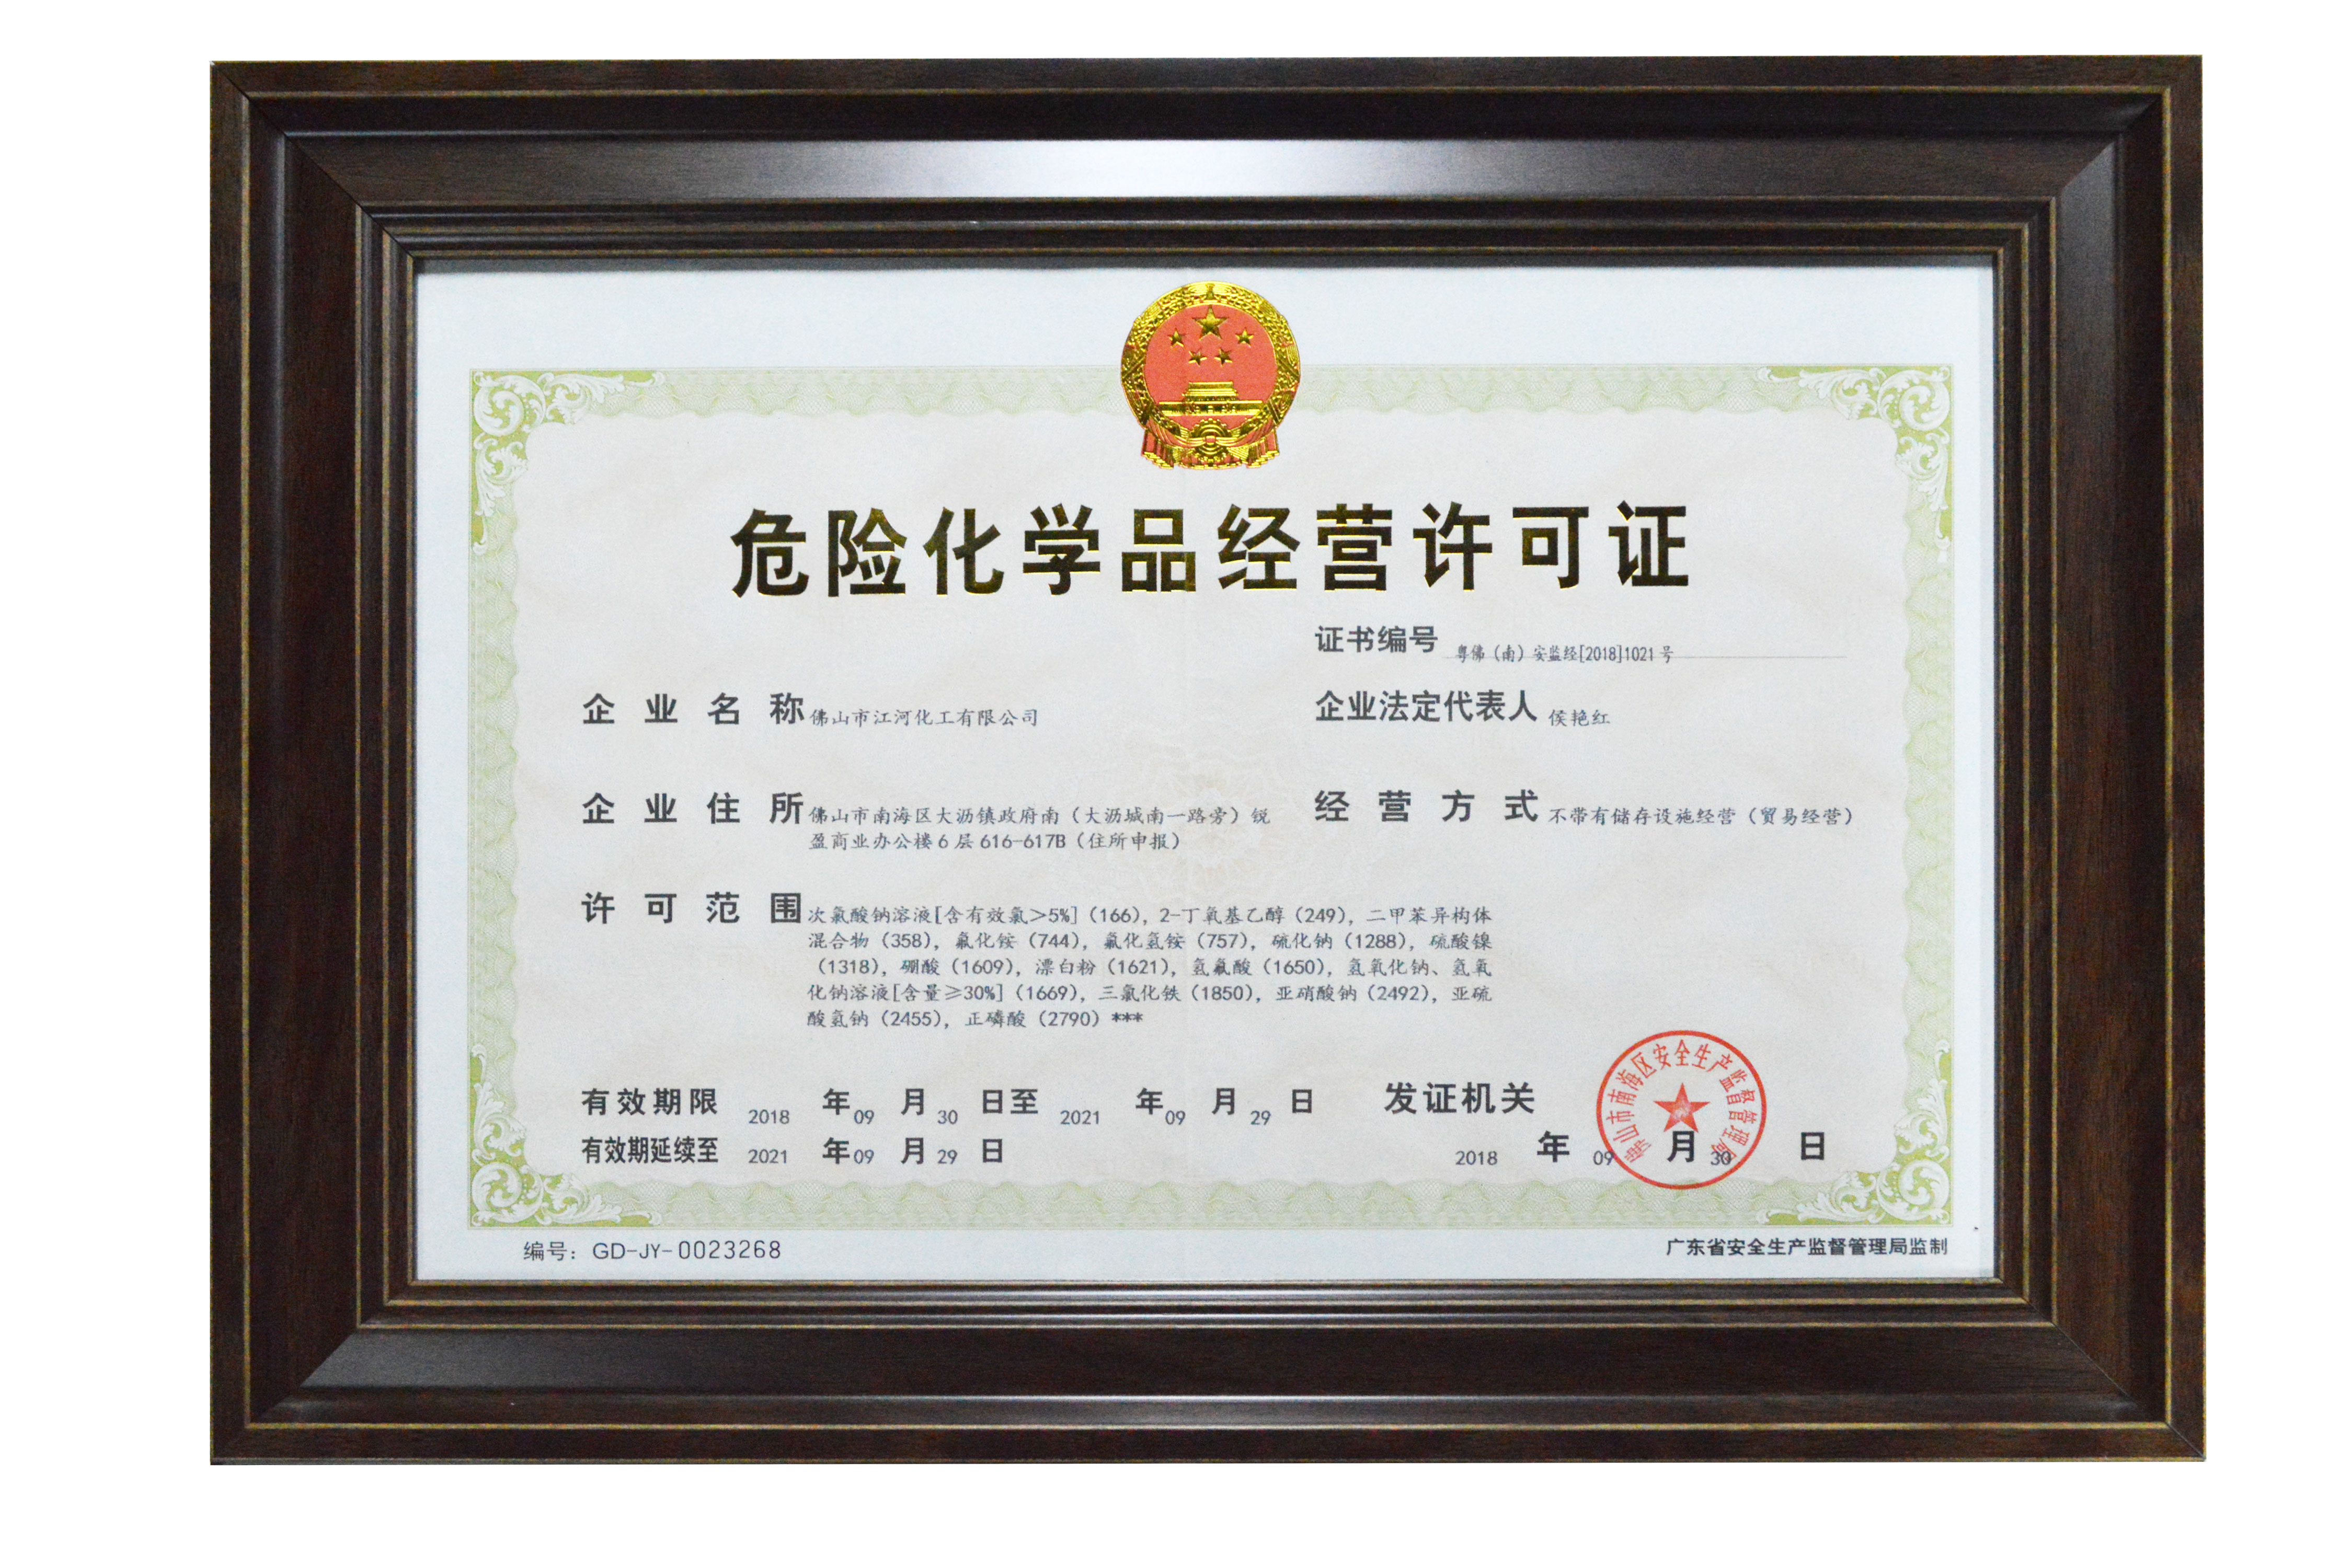 危险化学品经营许可证
证书编号 粤佛（南）安监经[2018]1021号
企业名称 佛山市江河化工有限公司
企业法定代表人 侯艳红
企业住所 佛山市南海区大沥镇政府南（大沥城南一路旁）锐
盈商业办公楼6层616-617B（住所申报）
经营方式 不带有储存设施经营（贸易经营）
许可范围 次氯酸钠溶液[含有效氯>5%]（166），2-丁氧基乙醇（249），二甲苯异构体
混合物（358），氟化铵（744），氟化氢铵（757），硫化钠（1288），硫酸镍
（1318），硼酸（1609），漂白粉（1621），氢氟酸（1650），氢氧化钠、氢氧
化钠溶液[含量≥30%]（1669），三氯化铁（1850），亚硝酸钠（2492），亚硫
酸氢钠（2455），正磷酸（2790）***
有效期限 2018 年 09 月 30 日至 2021 年 09 月 29 日
有效期延续至 2021 年 09 月 29 日
发证机关
佛山市南海区安全生产监督管理局
2018 年 09 月 30 日
编号：GD-JY-0023268
广东省安全生产监督管理局监制